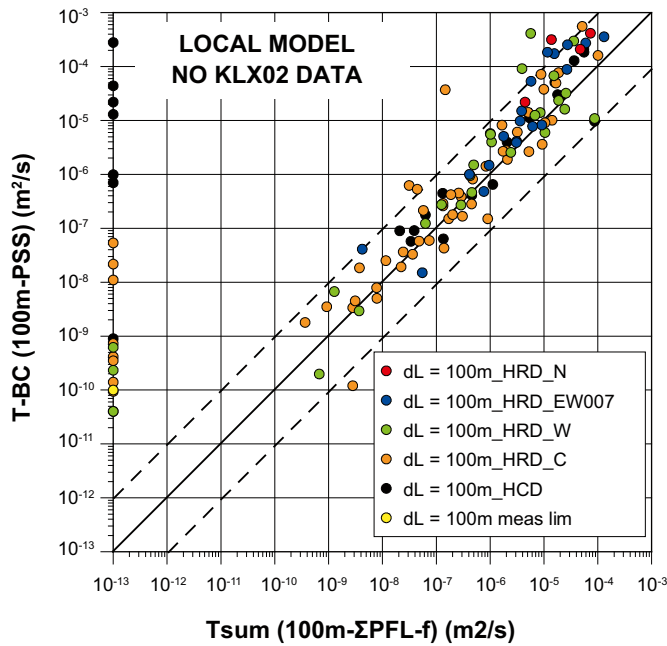 LOCAL MODEL
NO KLX02 DATA
T-BC (100m-PSS) (m²/s)
10⁻³
10⁻⁴
10⁻⁵
10⁻⁶
10⁻⁷
10⁻⁸
10⁻⁹
10⁻¹⁰
10⁻¹¹
10⁻¹²
10⁻¹³
dL = 100m_HRD_N
dL = 100m_HRD_EW007
dL = 100m_HRD_W
dL = 100m_HRD_C
dL = 100m_HCD
dL = 100m meas lim
10⁻¹³ 10⁻¹² 10⁻¹¹ 10⁻¹⁰ 10⁻⁹ 10⁻⁸ 10⁻⁷ 10⁻⁶ 10⁻⁵ 10⁻⁴ 10⁻³
Tsum (100m-ΣPFL-f) (m2/s)